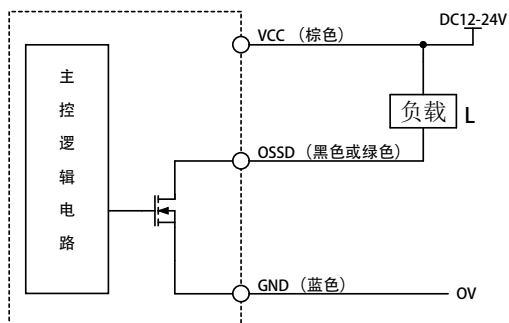 DC12-24V
VCC（棕色）
主控逻辑电路
负载
L
OSSD（黑色或绿色）
GND（蓝色）
0V